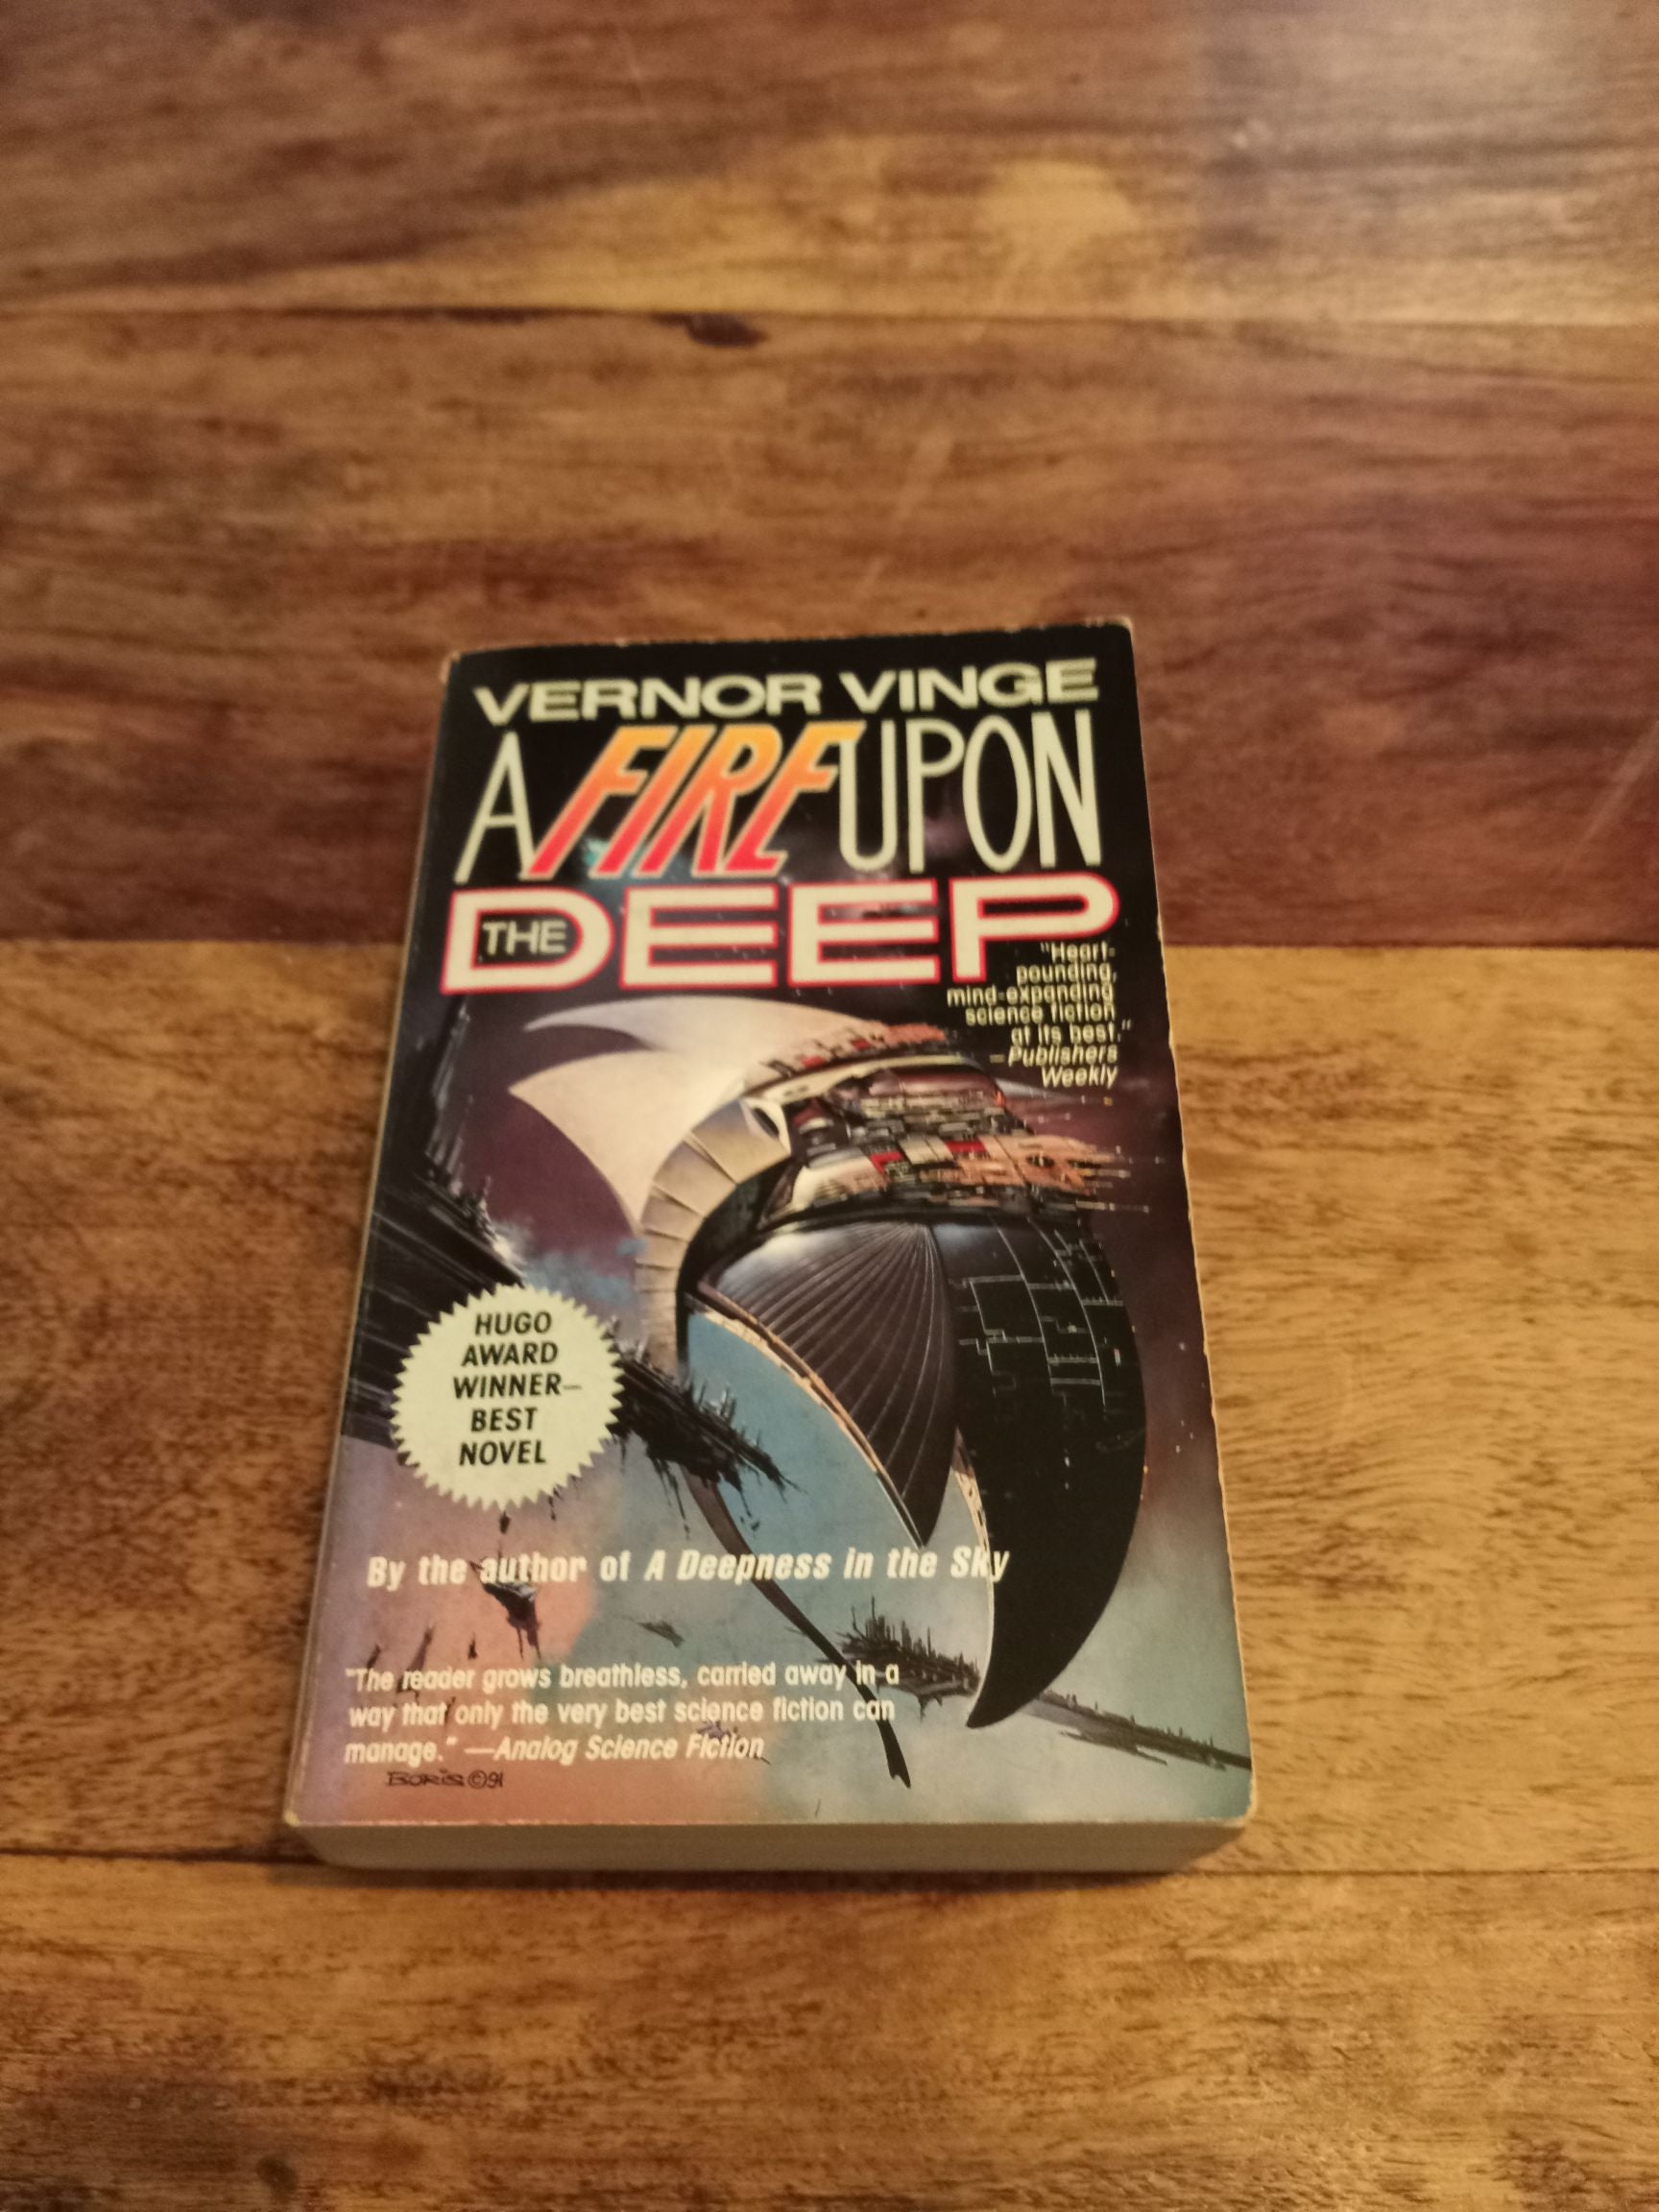 VERNOR VINGE
A FIRE UPON
THE DEEP
"Heart-
pounding,
mind-expanding
science fiction
at its best."
—Publishers
Weekly
HUGO
AWARD
WINNER—
BEST
NOVEL
By the author of A Deepness in the Sky
"The reader grows breathless, carried away in a
way that only the very best science fiction can
manage." —Analog Science Fiction
BORIS ©91